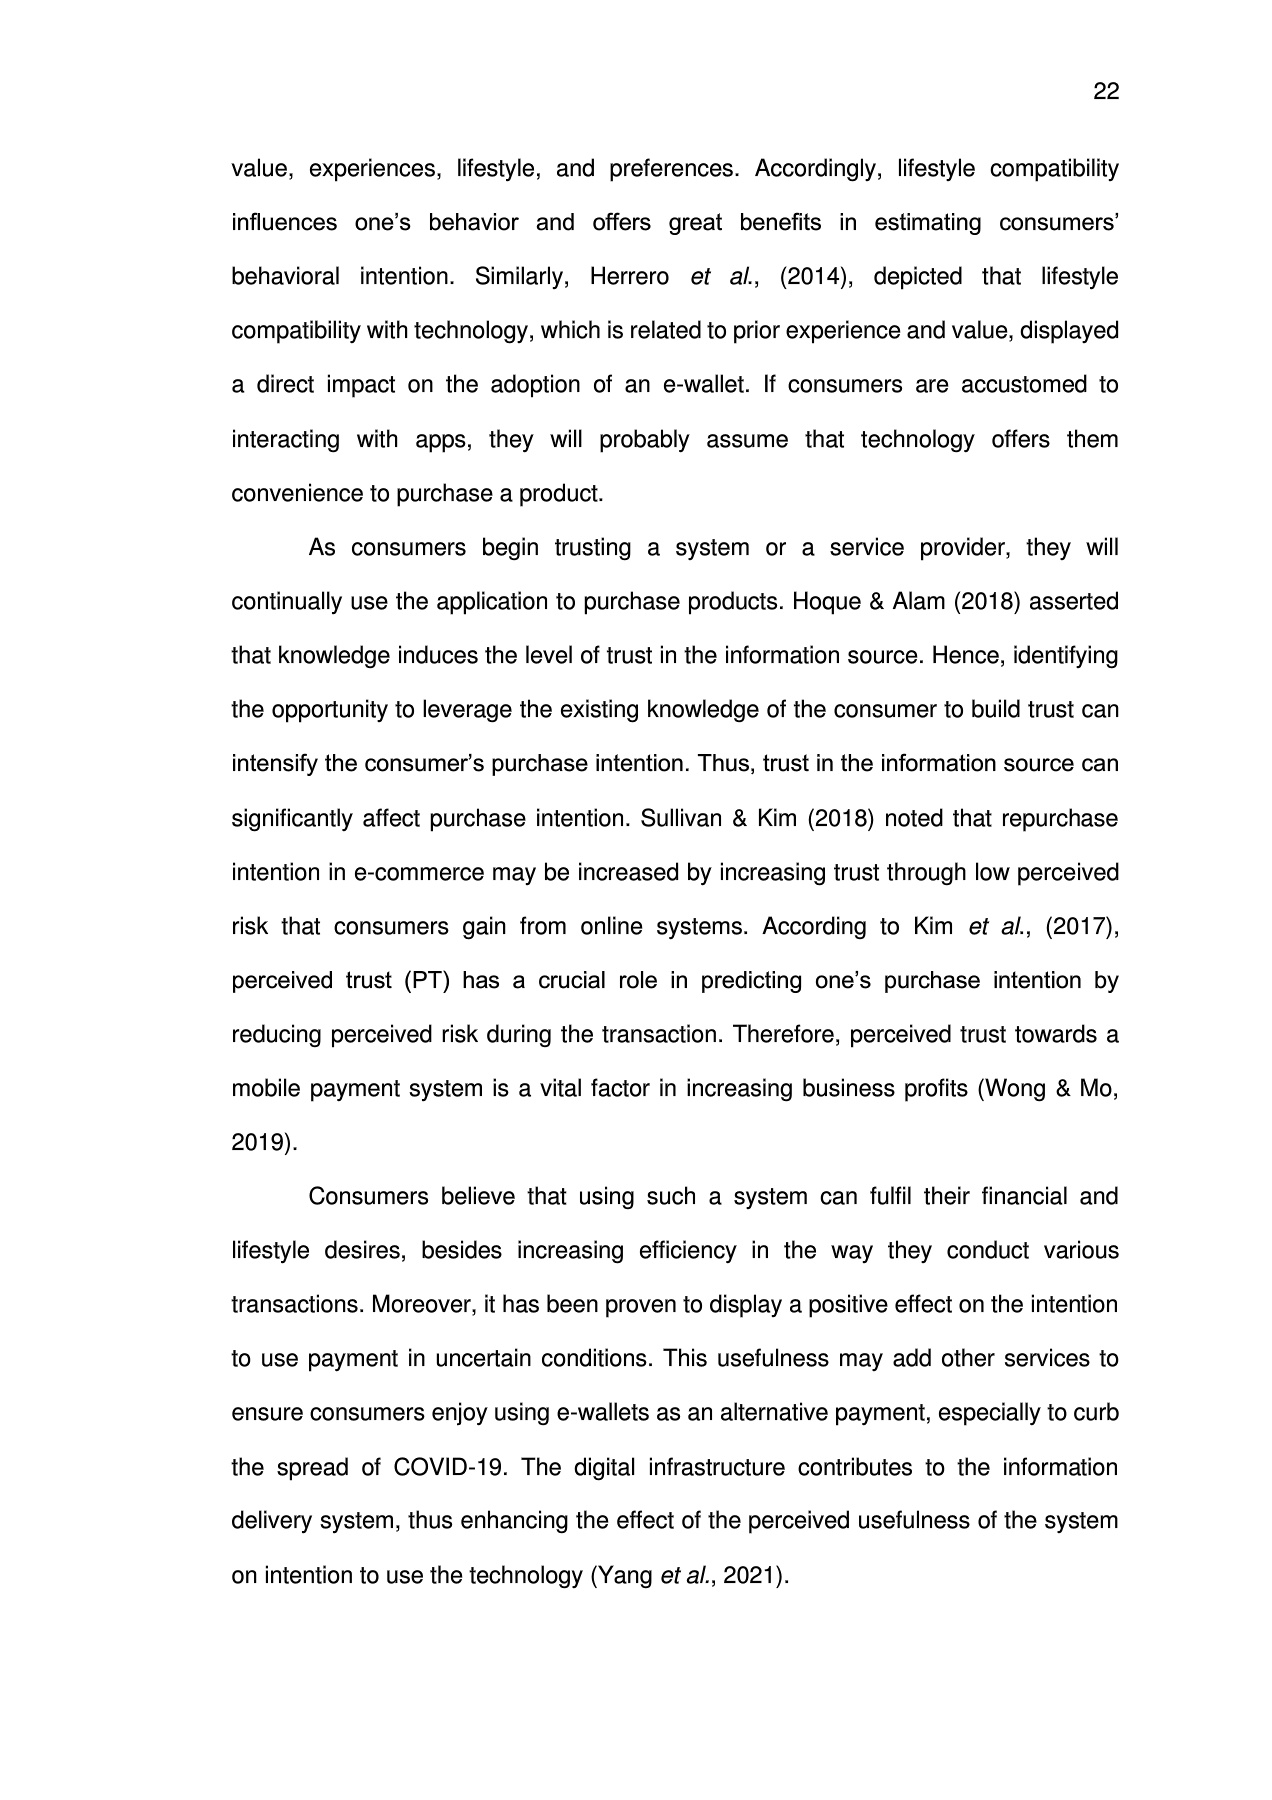 22
value, experiences, lifestyle, and preferences. Accordingly, lifestyle compatibility
influences one’s behavior and offers great benefits in estimating consumers’
behavioral intention. Similarly, Herrero et al., (2014), depicted that lifestyle
compatibility with technology, which is related to prior experience and value, displayed
a direct impact on the adoption of an e-wallet. If consumers are accustomed to
interacting with apps, they will probably assume that technology offers them
convenience to purchase a product.
As consumers begin trusting a system or a service provider, they will
continually use the application to purchase products. Hoque & Alam (2018) asserted
that knowledge induces the level of trust in the information source. Hence, identifying
the opportunity to leverage the existing knowledge of the consumer to build trust can
intensify the consumer’s purchase intention. Thus, trust in the information source can
significantly affect purchase intention. Sullivan & Kim (2018) noted that repurchase
intention in e-commerce may be increased by increasing trust through low perceived
risk that consumers gain from online systems. According to Kim et al., (2017),
perceived trust (PT) has a crucial role in predicting one’s purchase intention by
reducing perceived risk during the transaction. Therefore, perceived trust towards a
mobile payment system is a vital factor in increasing business profits (Wong & Mo,
2019).
Consumers believe that using such a system can fulfil their financial and
lifestyle desires, besides increasing efficiency in the way they conduct various
transactions. Moreover, it has been proven to display a positive effect on the intention
to use payment in uncertain conditions. This usefulness may add other services to
ensure consumers enjoy using e-wallets as an alternative payment, especially to curb
the spread of COVID-19. The digital infrastructure contributes to the information
delivery system, thus enhancing the effect of the perceived usefulness of the system
on intention to use the technology (Yang et al., 2021).